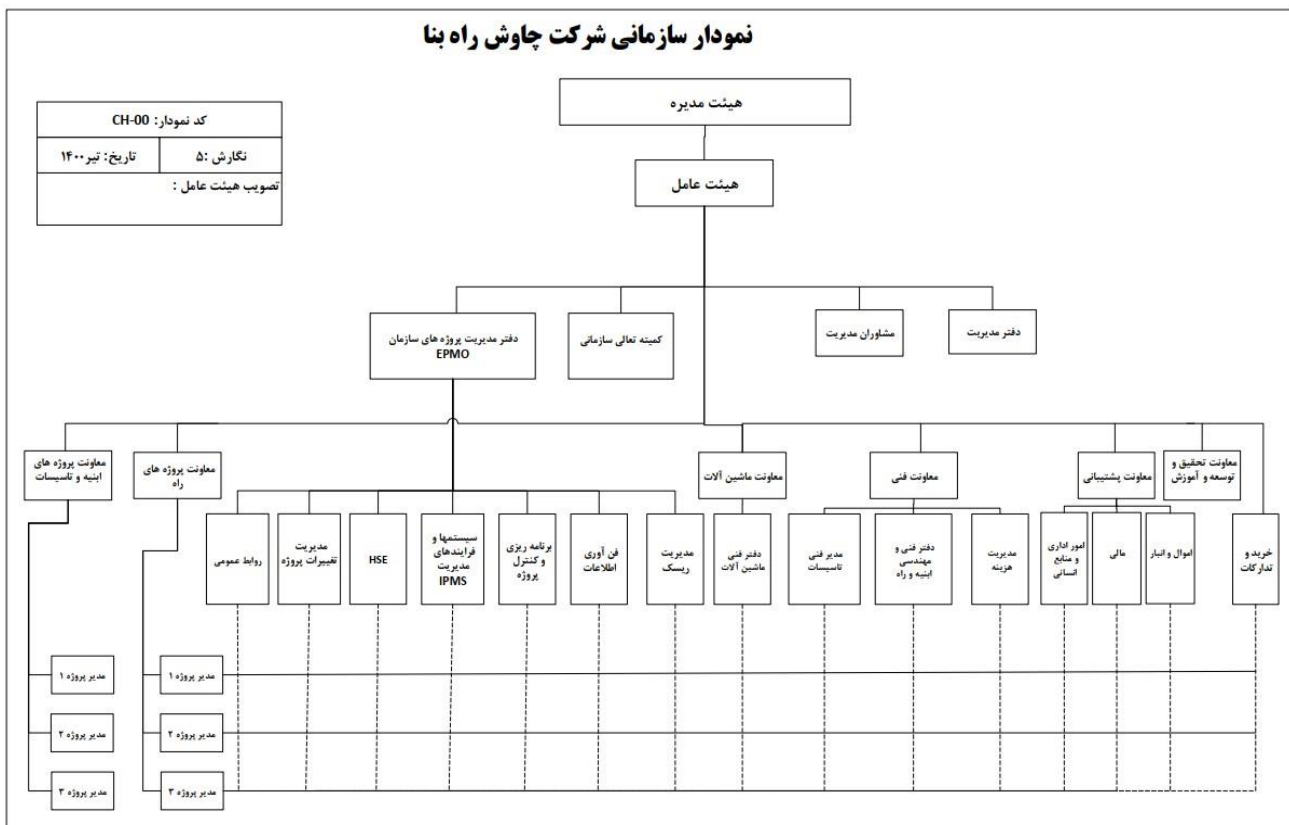 نمودار سازمانی شرکت چاوش راه بنا
هیئت مدیره
کد نمودار: CH-00
نگارش :۵
تاریخ: تیر۱۴۰۰
تصویب هیئت عامل :
هیئت عامل
دفتر مدیریت
مشاوران مدیریت
کمیته تعالی سازمانی
دفتر مدیریت پروژه های سازمان
EPMO
معاونت تحقیق و
توسعه و آموزش
معاونت پشتیبانی
معاونت فنی
معاونت ماشین آلات
معاونت پروژه های
راه
معاونت پروژه های
ابنیه و تاسیسات
خرید و
تدارکات
اموال و انبار
مالی
امور اداری
و منابع
انسانی
مدیریت
هزینه
دفتر فنی و
مهندسی
ابنیه و راه
مدیر فنی
تاسیسات
دفتر فنی
ماشین آلات
مدیریت
ریسک
فن آوری
اطلاعات
برنامه ریزی
و کنترل
پروژه
سیستمها و
فرایندهای
مدیریت
IPMS
HSE
مدیریت
تغییرات پروژه
روابط عمومی
مدیر پروژه ۱
مدیر پروژه ۱
مدیر پروژه ۲
مدیر پروژه ۲
مدیر پروژه ۳
مدیر پروژه ۳